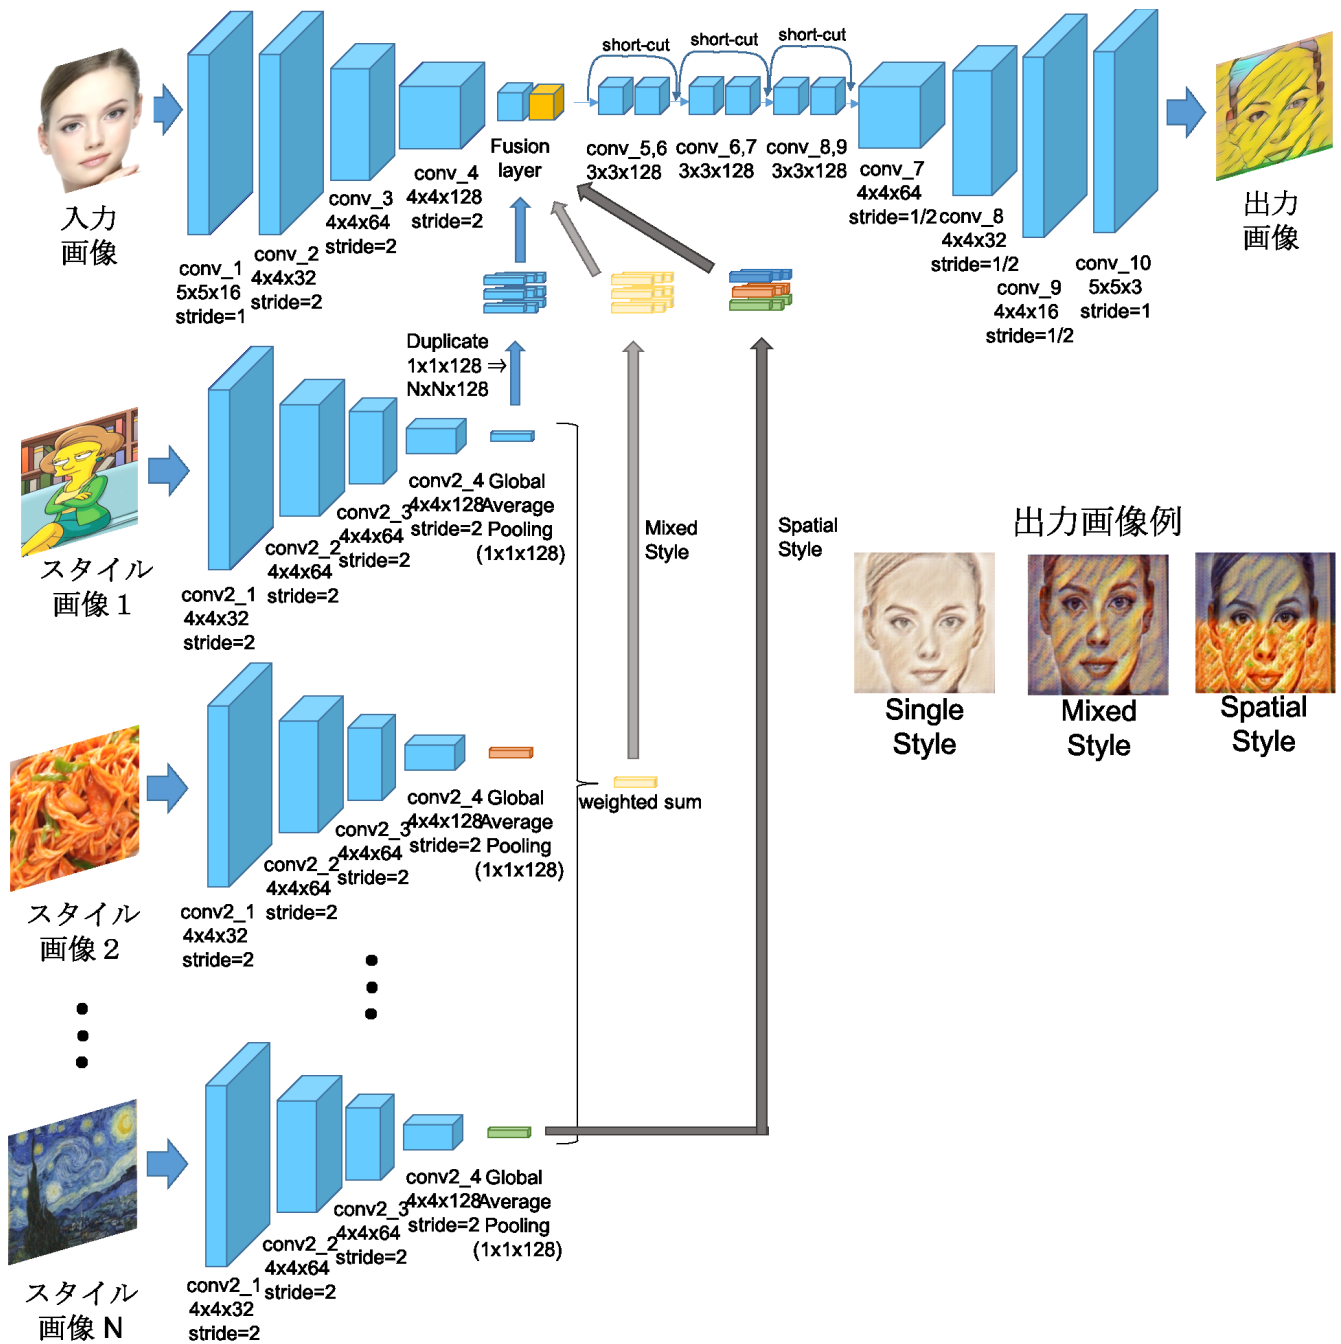 short-cut
short-cut
short-cut
入力
画像
conv_1
5x5x16
stride=1
conv_2
4x4x32
stride=2
conv_3
4x4x64
stride=2
conv_4
4x4x128
stride=2
Fusion
layer
conv_5,6
3x3x128
conv_6,7
3x3x128
conv_8,9
3x3x128
conv_7
4x4x64
stride=1/2
conv_8
4x4x32
stride=1/2
conv_9
4x4x16
stride=1/2
conv_10
5x5x3
stride=1
出力
画像
Duplicate
1x1x128 ⇒
NxNx128
スタイル
画像1
conv2_1
4x4x32
stride=2
conv2_2
4x4x64
stride=2
conv2_3
4x4x64
stride=2
conv2_4
4x4x128
stride=2
Global
Average
Pooling
(1x1x128)
Mixed
Style
Spatial
Style
出力画像例
Single
Style
Mixed
Style
Spatial
Style
スタイル
画像2
conv2_1
4x4x32
stride=2
conv2_2
4x4x64
stride=2
conv2_3
4x4x64
stride=2
conv2_4
4x4x128
stride=2
Global
Average
Pooling
(1x1x128)
weighted sum
スタイル
画像N
conv2_1
4x4x32
stride=2
conv2_2
4x4x64
stride=2
conv2_3
4x4x64
stride=2
conv2_4
4x4x128
stride=2
Global
Average
Pooling
(1x1x128)